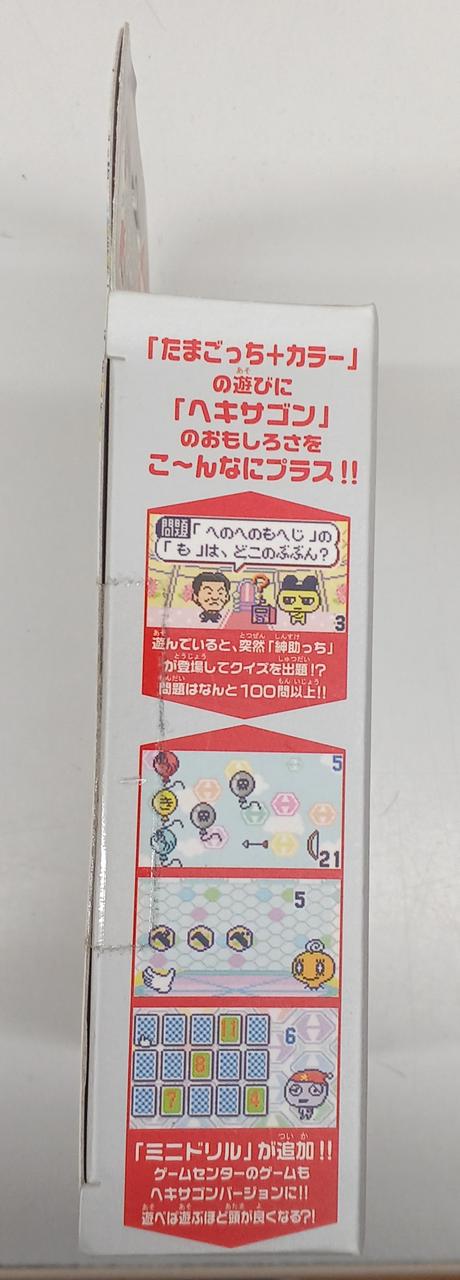 「たまごっち+カラー」
の遊びに
「ヘキサゴン」
のおもしろさを
こ〜んなにプラス!!
問題「へのへのもへじ」の
「も」は、どこのぶぶん?
3
遊んでいると、突然「紳助っち」
が登場してクイズを出題!?
問題はなんと100問以上!!
5
き
21
5
11
6
8
7
4
「ミニドリル」が追加!!
ゲームセンターのゲームも
ヘキサゴンバージョンに!!
遊べば遊ぶほど頭が良くなる?!